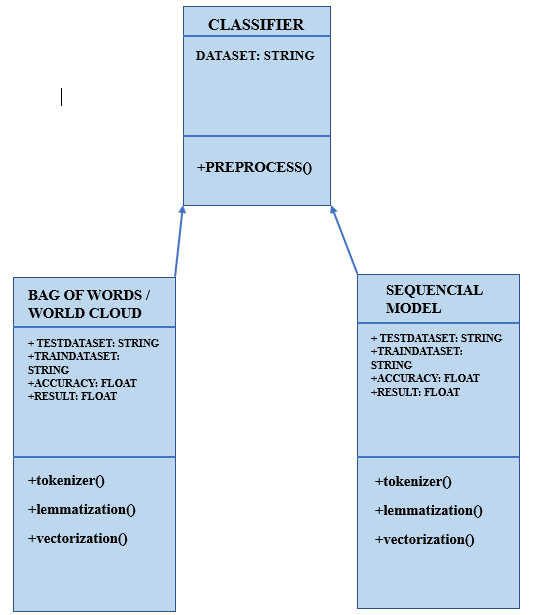 CLASSIFIER
DATASET: STRING
+PREPROCESS()
BAG OF WORDS /
WORLD CLOUD
+ TESTDATASET: STRING
+TRAINDATASET:
STRING
+ACCURACY: FLOAT
+RESULT: FLOAT
+tokenizer()
+lemmatization()
+vectorization()
SEQUENCIAL
MODEL
+ TESTDATASET: STRING
+TRAINDATASET:
STRING
+ACCURACY: FLOAT
+RESULT: FLOAT
+tokenizer()
+lemmatization()
+vectorization()